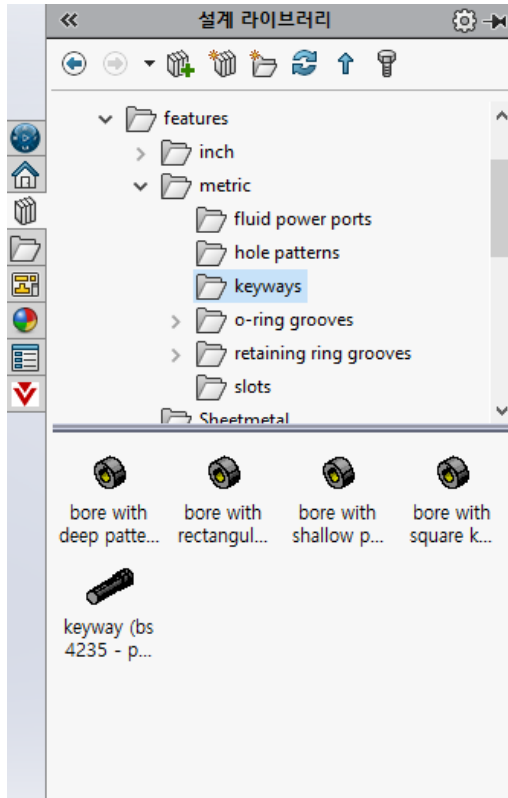 설계 라이브러리
features
inch
metric
fluid power ports
hole patterns
keyways
o-ring grooves
retaining ring grooves
slots
Sheetmetal
bore with
deep patte...
bore with
rectangul...
bore with
shallow p...
bore with
square k...
keyway (bs
4235 - p...